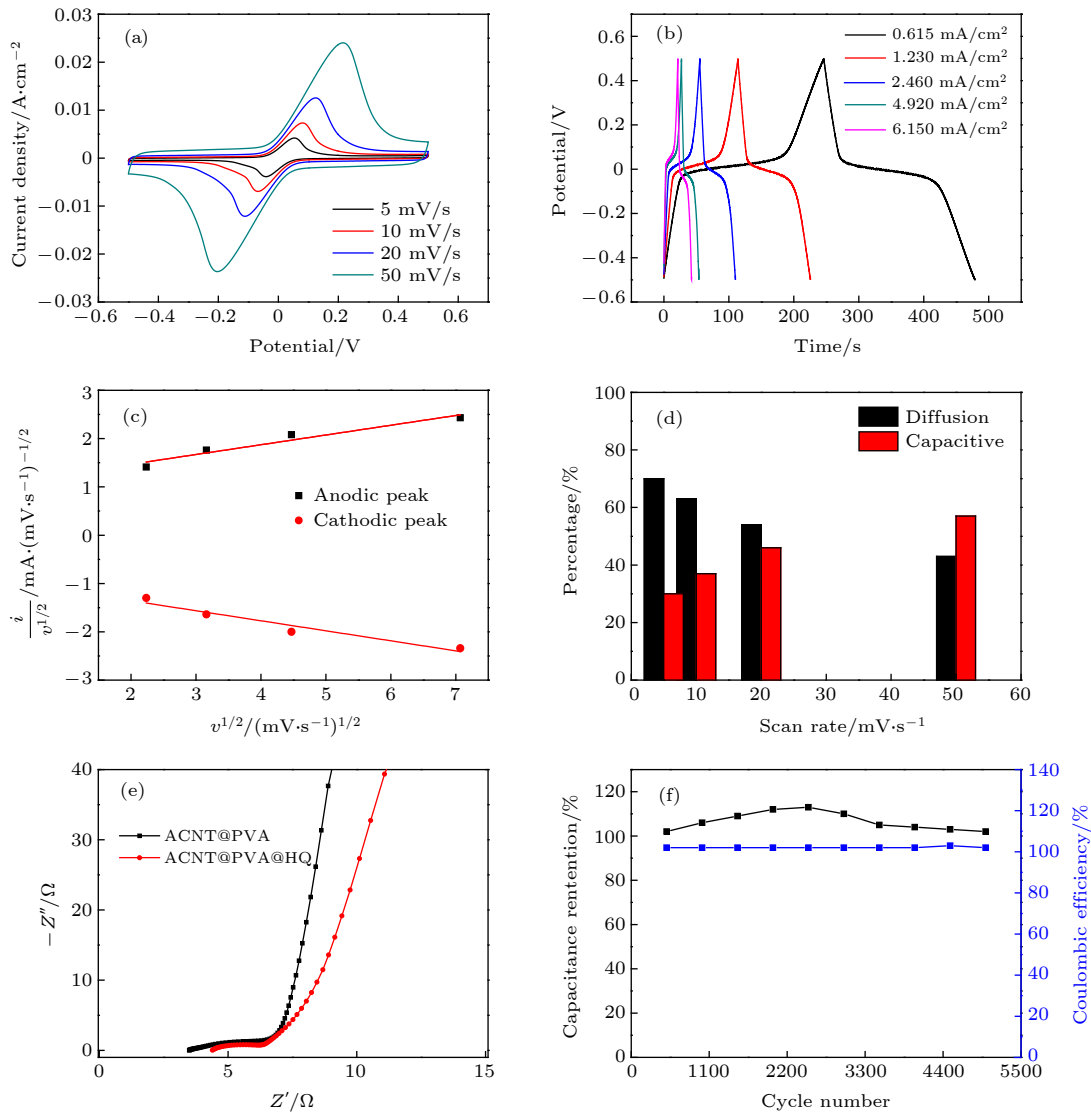 (a)
0.03
0.02
0.01
0
−0.01
−0.02
−0.03
Current density/A·cm−2
5 mV/s
10 mV/s
20 mV/s
50 mV/s
−0.6 −0.4 −0.2 0 0.2 0.4 0.6
Potential/V
(b)
0.6
0.4
0.2
0
−0.2
−0.4
−0.6
Potential/V
0.615 mA/cm2
1.230 mA/cm2
2.460 mA/cm2
4.920 mA/cm2
6.150 mA/cm2
0 100 200 300 400 500
Time/s
(c)
3
2
1
0
−1
−2
−3
i/v1/2 /mA·(mV·s−1)−1/2
Anodic peak
Cathodic peak
2 3 4 5 6 7
v1/2/(mV·s−1)1/2
(d)
100
80
60
40
20
0
Percentage/%
Diffusion
Capacitive
0 10 20 30 40 50 60
Scan rate/mV·s−1
(e)
40
30
20
10
0
−Z″/Ω
ACNT@PVA
ACNT@PVA@HQ
0 5 10 15
Z′/Ω
(f)
120
100
80
60
40
20
0
Capacitance rentention/%
140
120
100
80
60
40
20
0
Coulombic efficiency/%
1100 2200 3300 4400 5500
Cycle number